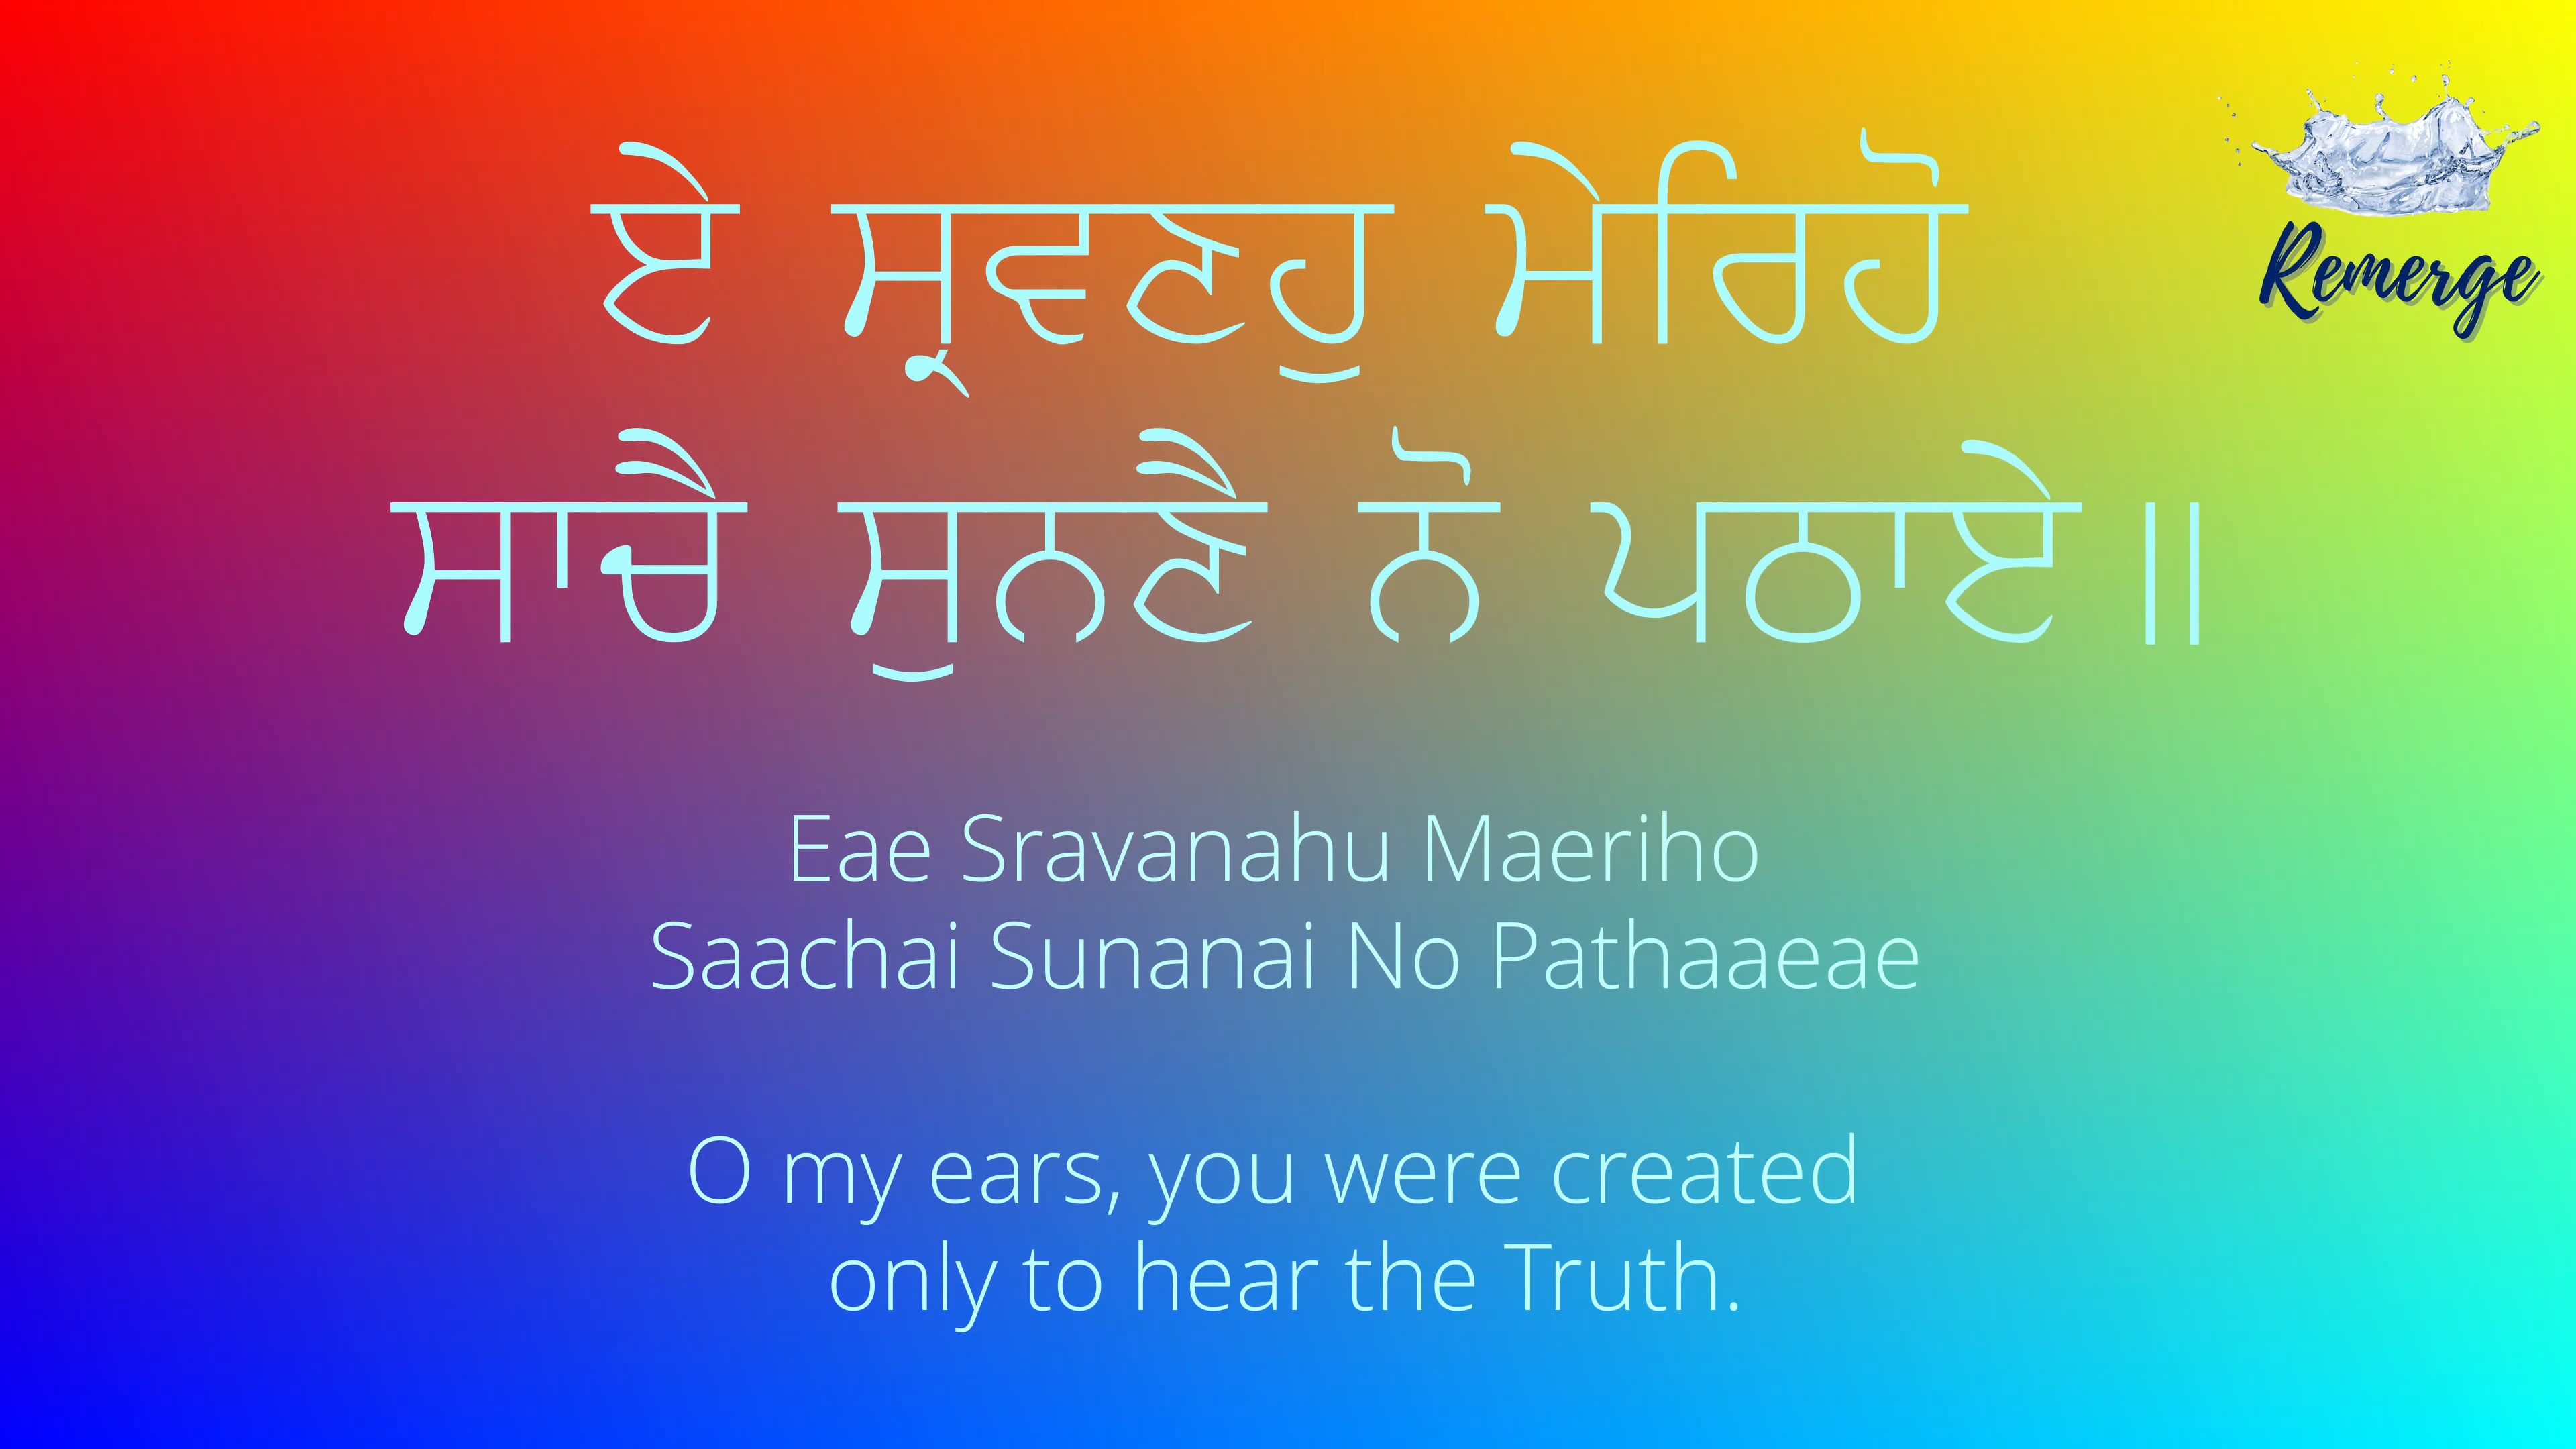 ਏ ਸ੍ਰਵਣਹੁ ਮੇਰਿਹੋ
ਸਾਚੈ ਸੁਨਣੈ ਨੋ ਪਠਾਏ ॥
Remerge
Eae Sravanahu Maeriho
Saachai Sunanai No Pathaaeae
O my ears, you were created
only to hear the Truth.